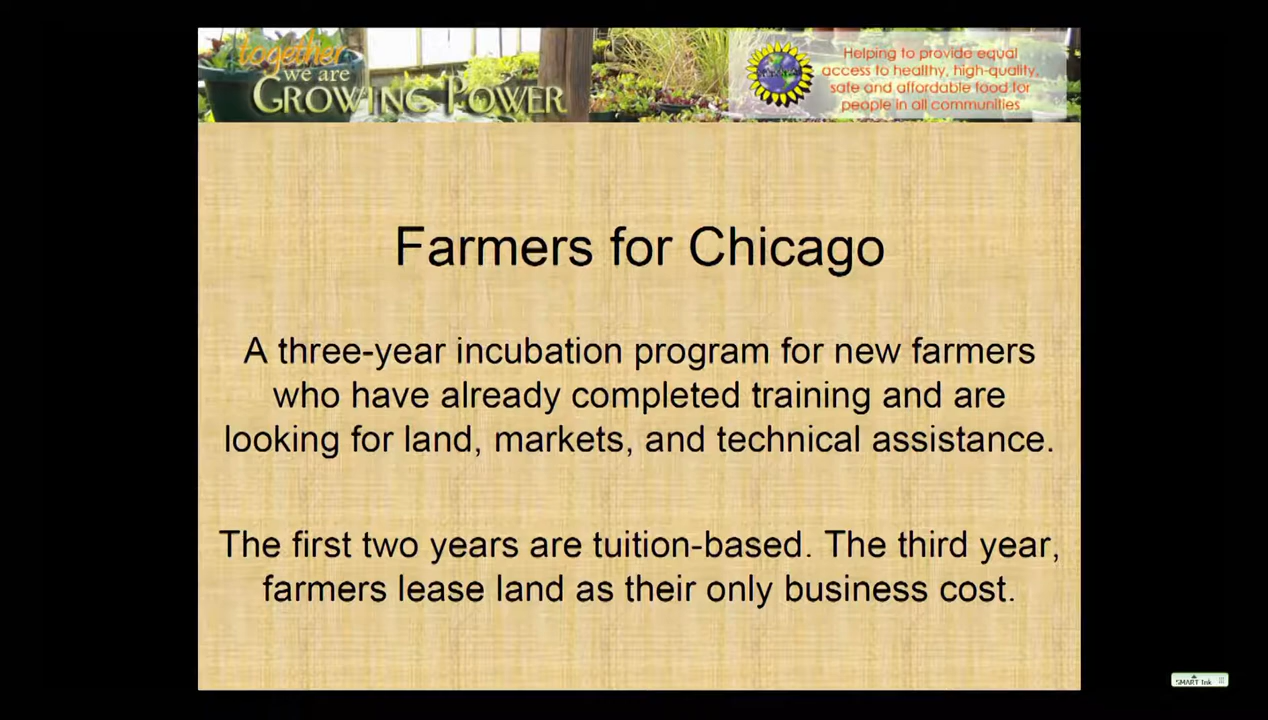 together
we are
GROWING POWER
Helping to provide equal
access to healthy, high-quality,
safe and affordable food for
people in all communities
Farmers for Chicago
A three-year incubation program for new farmers
who have already completed training and are
looking for land, markets, and technical assistance.
The first two years are tuition-based. The third year,
farmers lease land as their only business cost.
SMART Ink